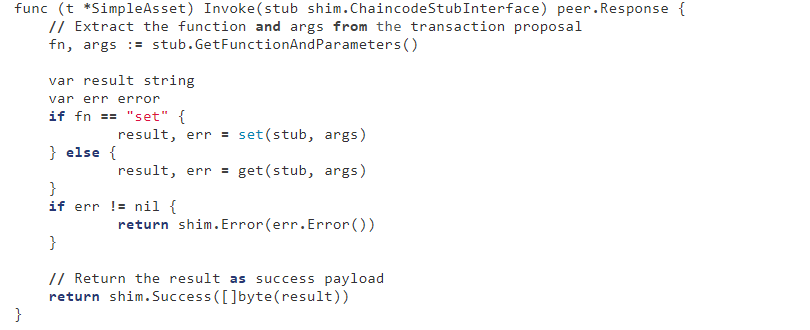 func (t *SimpleAsset) Invoke(stub shim.ChaincodeStubInterface) peer.Response {
    // Extract the function and args from the transaction proposal
    fn, args := stub.GetFunctionAndParameters()

    var result string
    var err error
    if fn == "set" {
            result, err = set(stub, args)
    } else {
            result, err = get(stub, args)
    }
    if err != nil {
            return shim.Error(err.Error())
    }

    // Return the result as success payload
    return shim.Success([]byte(result))
}